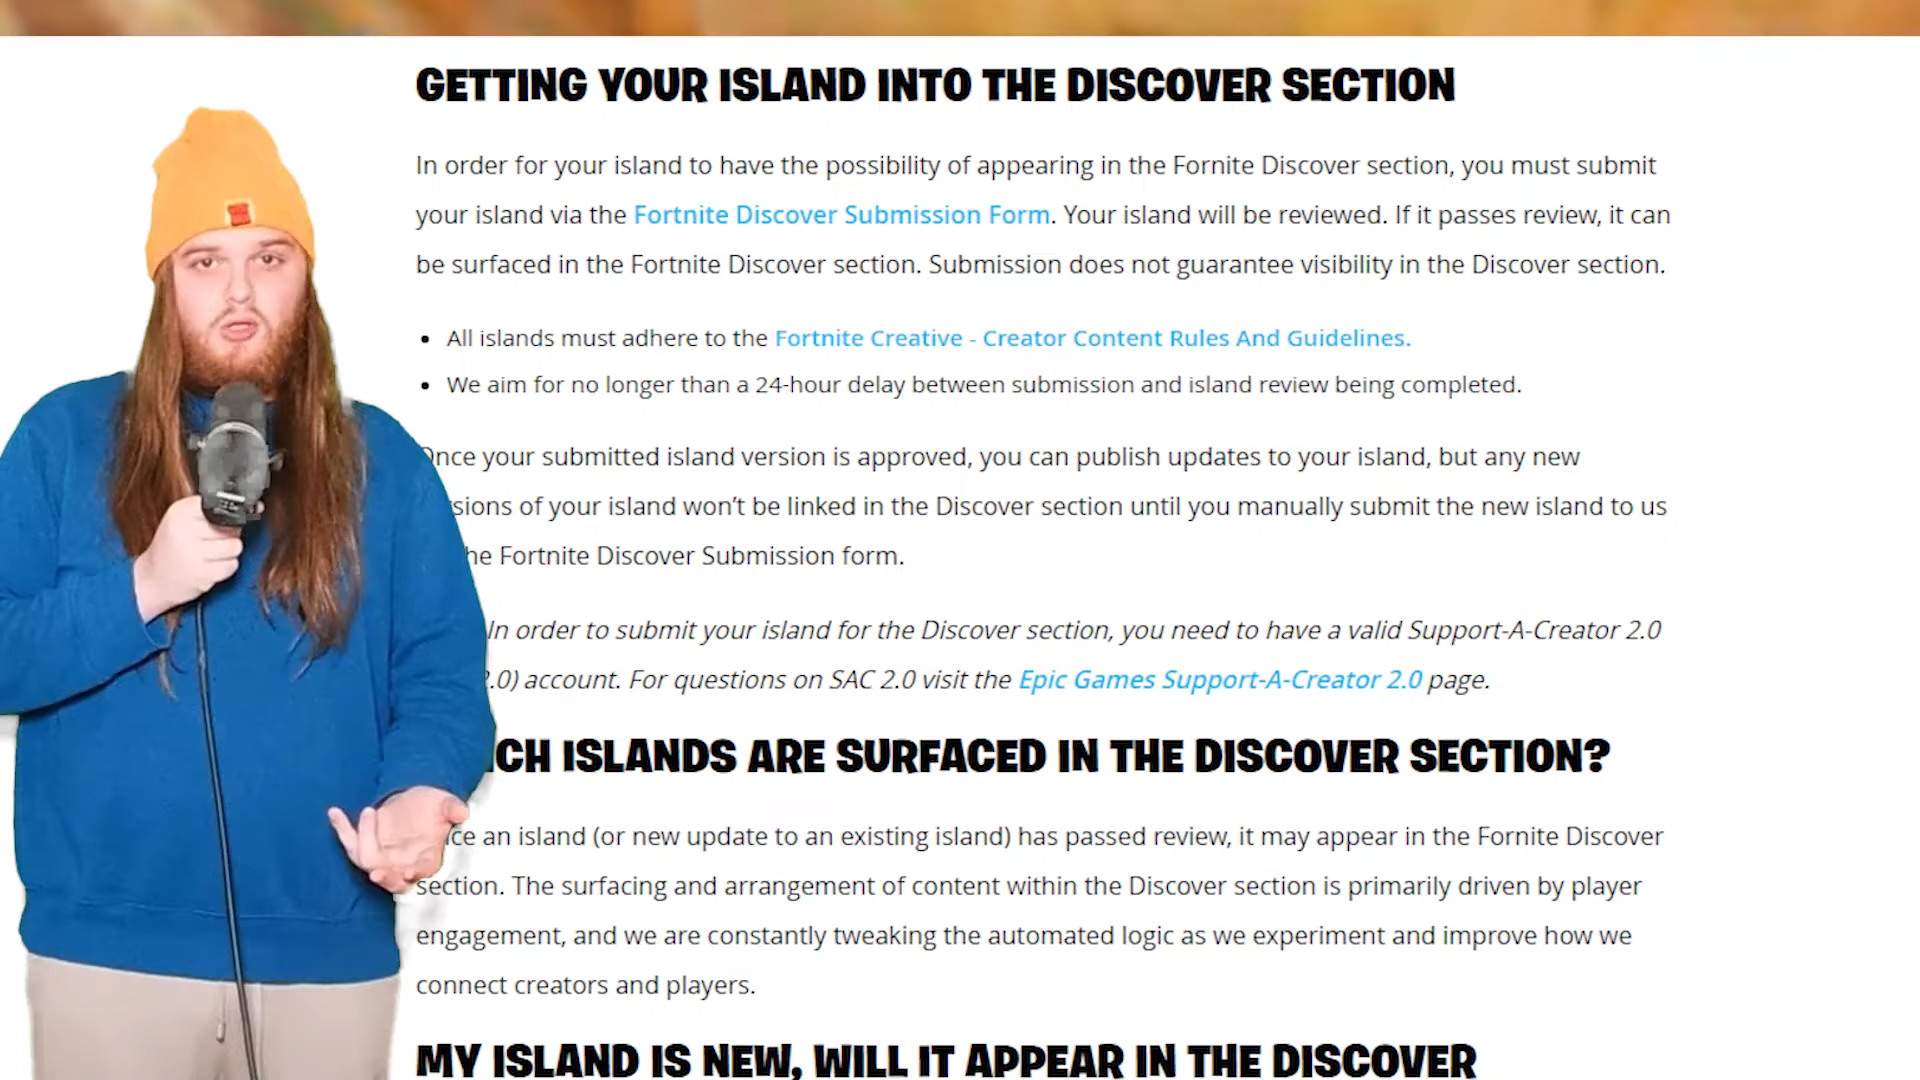 GETTING YOUR ISLAND INTO THE DISCOVER SECTION
In order for your island to have the possibility of appearing in the Fornite Discover section, you must submit
your island via the Fortnite Discover Submission Form. Your island will be reviewed. If it passes review, it can
be surfaced in the Fortnite Discover section. Submission does not guarantee visibility in the Discover section.
• All islands must adhere to the Fortnite Creative - Creator Content Rules And Guidelines.
• We aim for no longer than a 24-hour delay between submission and island review being completed.
Once your submitted island version is approved, you can publish updates to your island, but any new
sions of your island won't be linked in the Discover section until you manually submit the new island to us
he Fortnite Discover Submission form.
In order to submit your island for the Discover section, you need to have a valid Support-A-Creator 2.0
.0) account. For questions on SAC 2.0 visit the Epic Games Support-A-Creator 2.0 page.
CH ISLANDS ARE SURFACED IN THE DISCOVER SECTION?
ce an island (or new update to an existing island) has passed review, it may appear in the Fornite Discover
section. The surfacing and arrangement of content within the Discover section is primarily driven by player
engagement, and we are constantly tweaking the automated logic as we experiment and improve how we
connect creators and players.
MY ISLAND IS NEW, WILL IT APPEAR IN THE DISCOVER